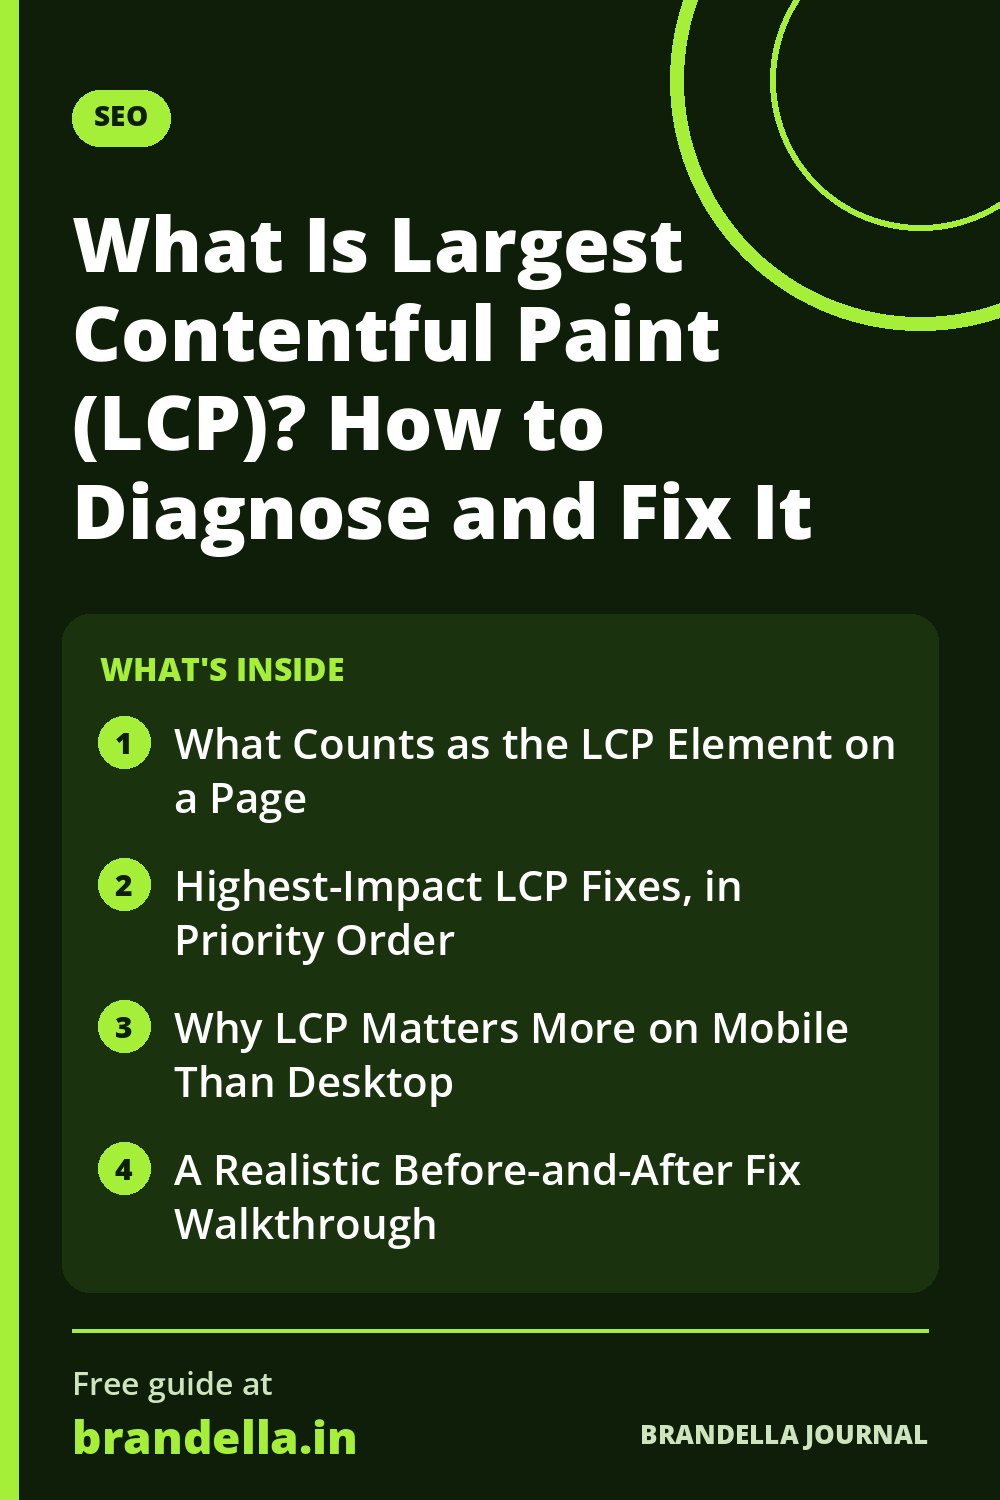 SEO
What Is Largest
Contentful Paint
(LCP)? How to
Diagnose and Fix It
WHAT'S INSIDE
1 What Counts as the LCP Element on
a Page
2 Highest-Impact LCP Fixes, in
Priority Order
3 Why LCP Matters More on Mobile
Than Desktop
4 A Realistic Before-and-After Fix
Walkthrough
Free guide at
brandella.in
BRANDELLA JOURNAL